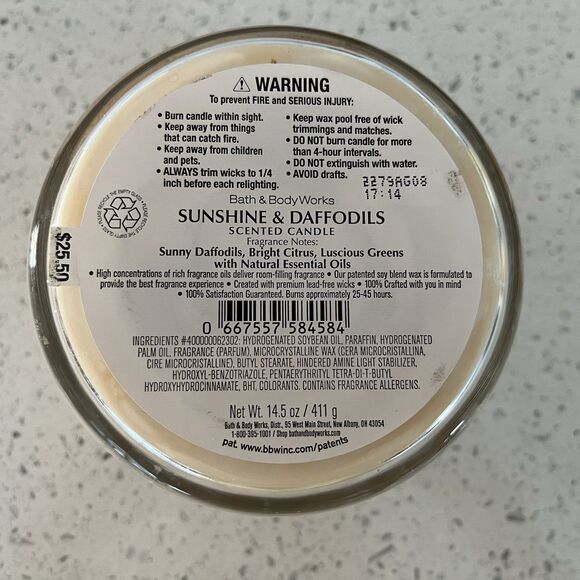 ⚠ WARNING
To prevent FIRE and SERIOUS INJURY:
• Burn candle within sight.
• Keep away from things
that can catch fire.
• Keep away from children
and pets.
• ALWAYS trim wicks to 1/4
inch before each relighting.
• Keep wax pool free of wick
trimmings and matches.
• DO NOT burn candle for more
than 4-hour intervals.
• DO NOT extinguish with water.
• AVOID drafts.
2279AG08
17:14
PLEASE RECYCLE THE EMPTY GLASS
$25.50
Bath & Body Works
SUNSHINE & DAFFODILS
SCENTED CANDLE
Fragrance Notes:
Sunny Daffodils, Bright Citrus, Luscious Greens
with Natural Essential Oils
• High concentrations of rich fragrance oils deliver room-filling fragrance • Our patented soy blend wax is formulated to
provide the best fragrance experience • Created with premium lead-free wicks • 100% Crafted with you in mind
• 100% Satisfaction Guaranteed. Burns approximately 25-45 hours.
0 667557 584584
INGREDIENTS #400000062302: HYDROGENATED SOYBEAN OIL, PARAFFIN, HYDROGENATED
PALM OIL, FRAGRANCE (PARFUM), MICROCRYSTALLINE WAX (CERA MICROCRISTALLINA,
CIRE MICROCRISTALLINE), BUTYL STEARATE, HINDERED AMINE LIGHT STABILIZER,
HYDROXYL-BENZOTRIAZOLE, PENTAERYTHRITYL TETRA-DI-T-BUTYL
HYDROXYHYDROCINNAMATE, BHT, COLORANTS. CONTAINS FRAGRANCE ALLERGENS.
Net Wt. 14.5 oz / 411 g
Bath & Body Works, Distr., 95 West Main Street, New Albany, OH 43054
1-800-395-1001 / Shop bathandbodyworks.com
pat. www.bbwinc.com/patents